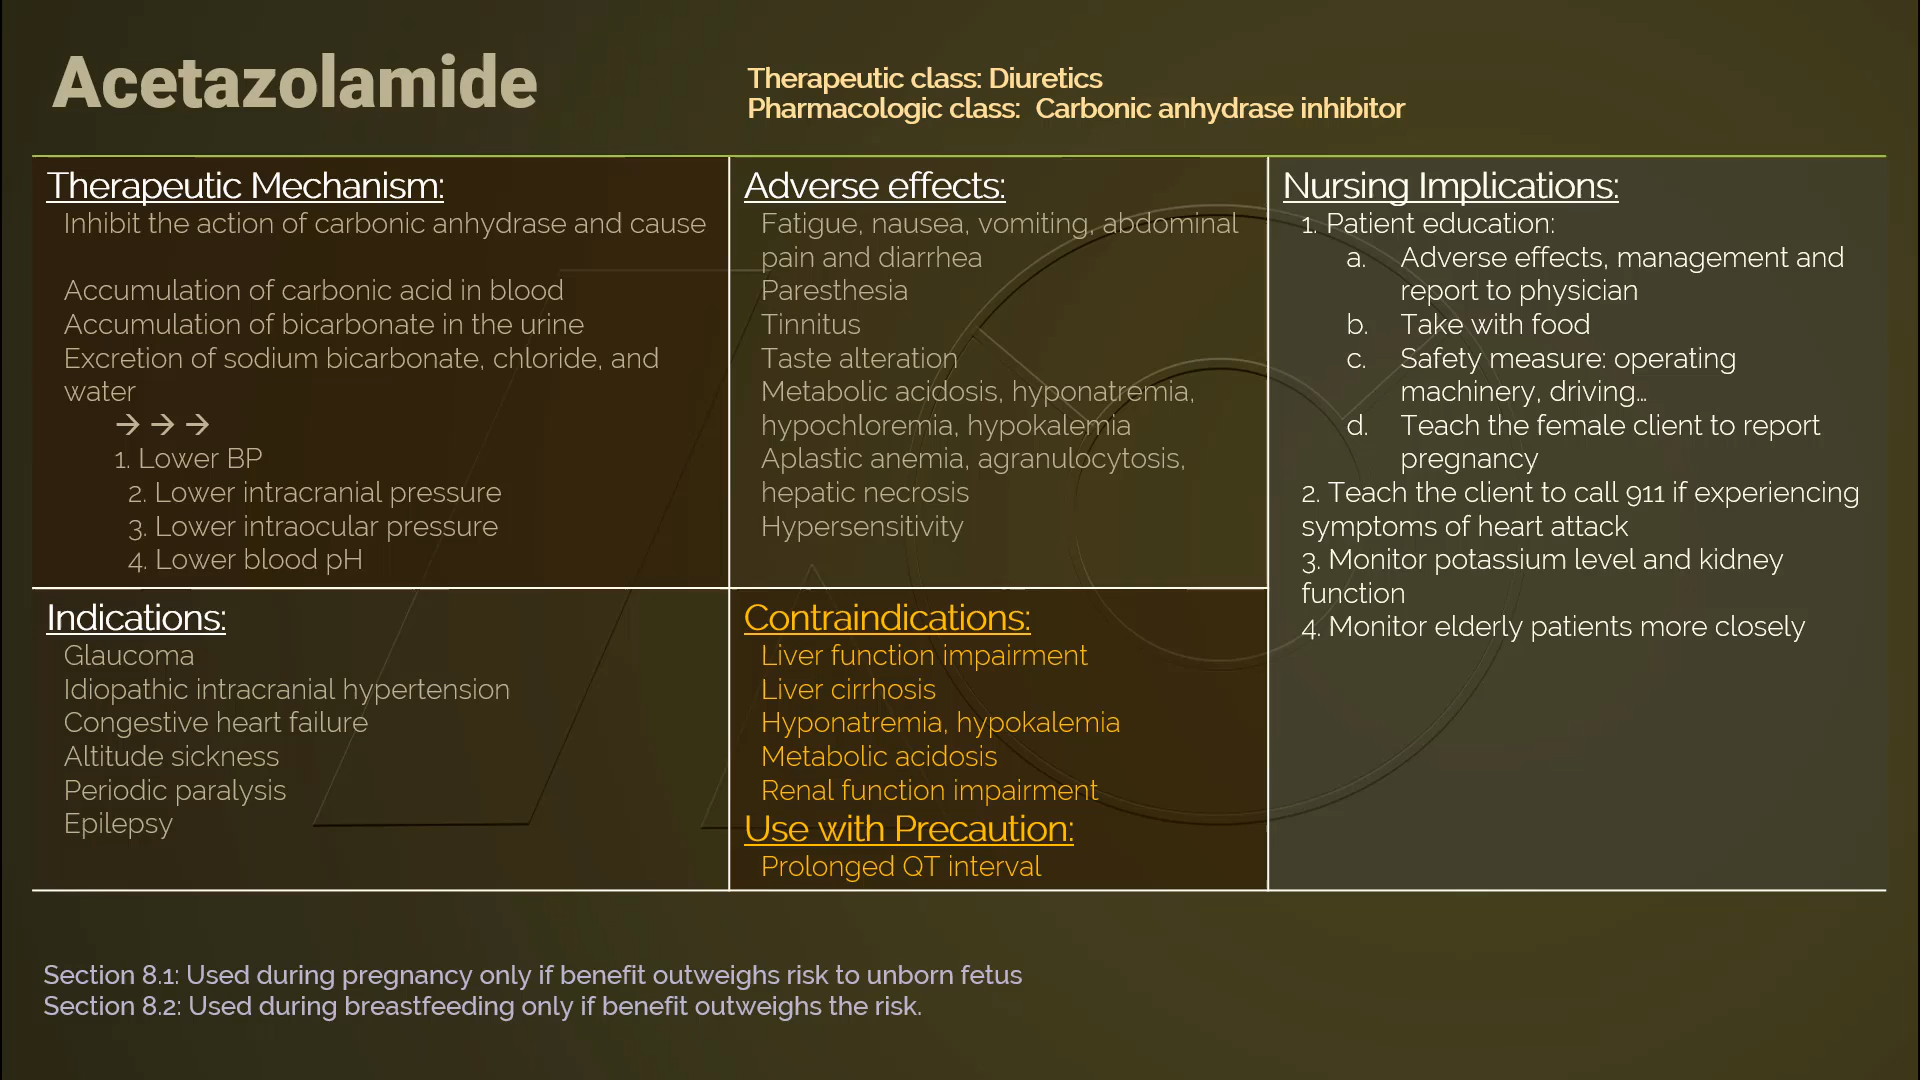 Acetazolamide
Therapeutic class: Diuretics
Pharmacologic class:  Carbonic anhydrase inhibitor
Therapeutic Mechanism:
Inhibit the action of carbonic anhydrase and cause
Accumulation of carbonic acid in blood
Accumulation of bicarbonate in the urine
Excretion of sodium bicarbonate, chloride, and
water
→ → →
1. Lower BP
2. Lower intracranial pressure
3. Lower intraocular pressure
4. Lower blood pH
Adverse effects:
Fatigue, nausea, vomiting, abdominal
pain and diarrhea
Paresthesia
Tinnitus
Taste alteration
Metabolic acidosis, hyponatremia,
hypochloremia, hypokalemia
Aplastic anemia, agranulocytosis,
hepatic necrosis
Hypersensitivity
Nursing Implications:
1. Patient education:
a. Adverse effects, management and
report to physician
b. Take with food
c. Safety measure: operating
machinery, driving…
d. Teach the female client to report
pregnancy
2. Teach the client to call 911 if experiencing
symptoms of heart attack
3. Monitor potassium level and kidney
function
4. Monitor elderly patients more closely
Indications:
Glaucoma
Idiopathic intracranial hypertension
Congestive heart failure
Altitude sickness
Periodic paralysis
Epilepsy
Contraindications:
Liver function impairment
Liver cirrhosis
Hyponatremia, hypokalemia
Metabolic acidosis
Renal function impairment
Use with Precaution:
Prolonged QT interval
Section 8.1: Used during pregnancy only if benefit outweighs risk to unborn fetus
Section 8.2: Used during breastfeeding only if benefit outweighs the risk.